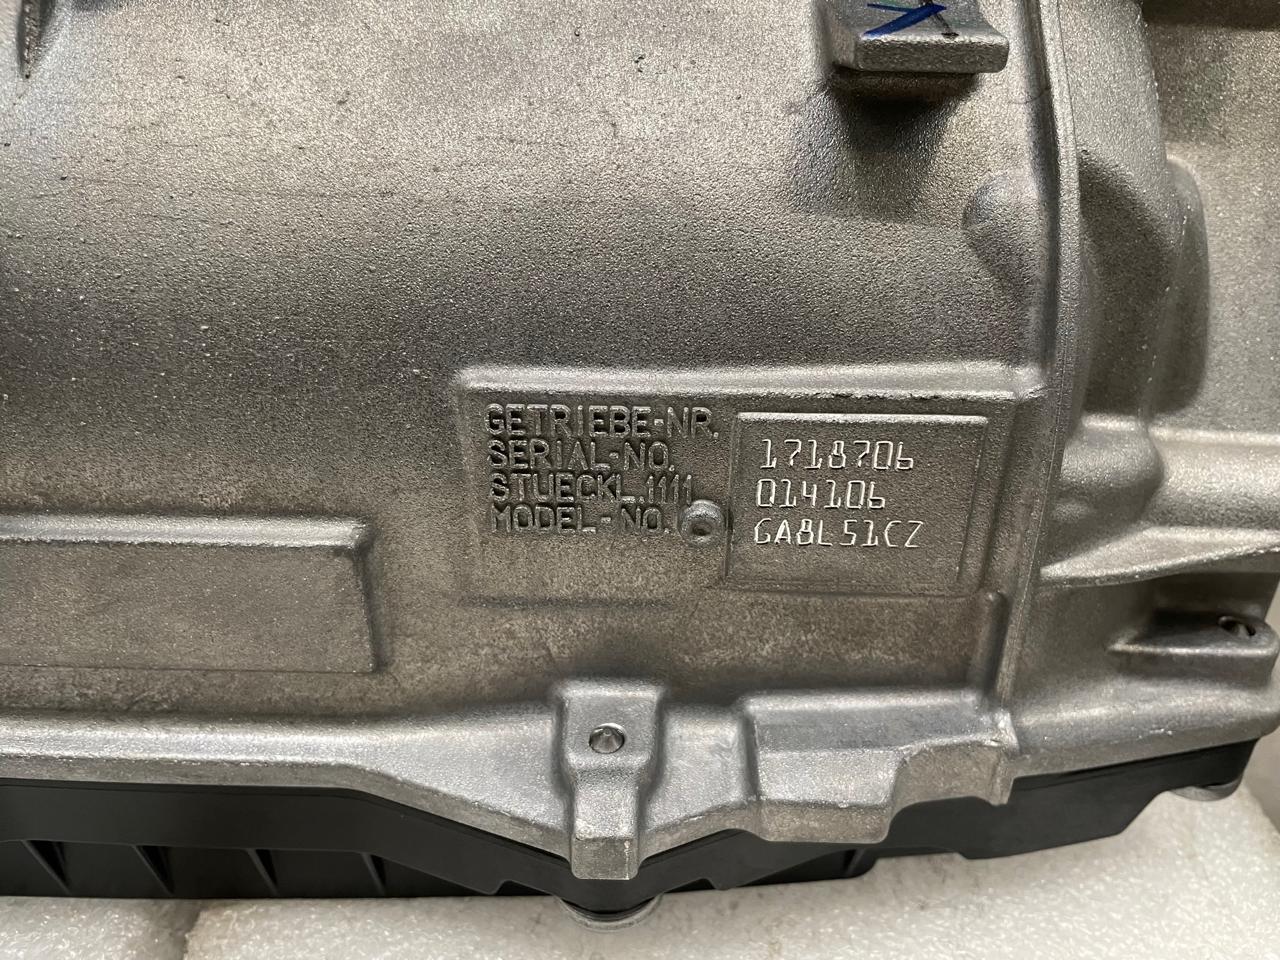 GETRIEBE-NR. 1718706
SERIAL-NO.
STUECKL.1111 014106
MODEL-NO. GA8L51CZ